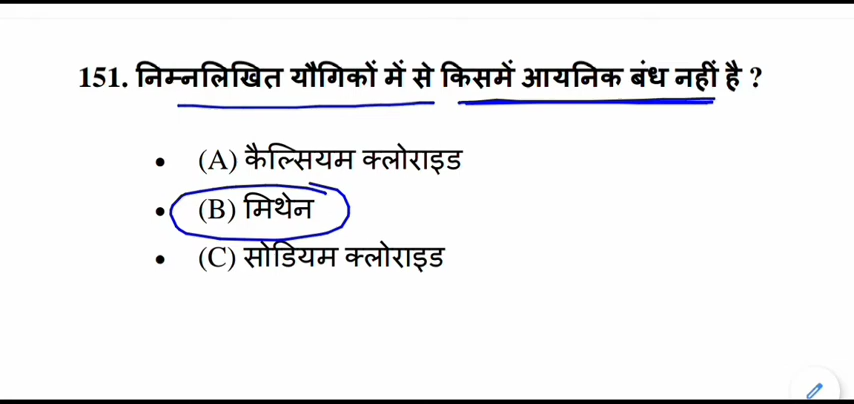 151. निम्नलिखित यौगिकों में से किसमें आयनिक बंध नहीं है ?
• (A) कैल्सियम क्लोराइड
• (B) मिथेन
• (C) सोडियम क्लोराइड